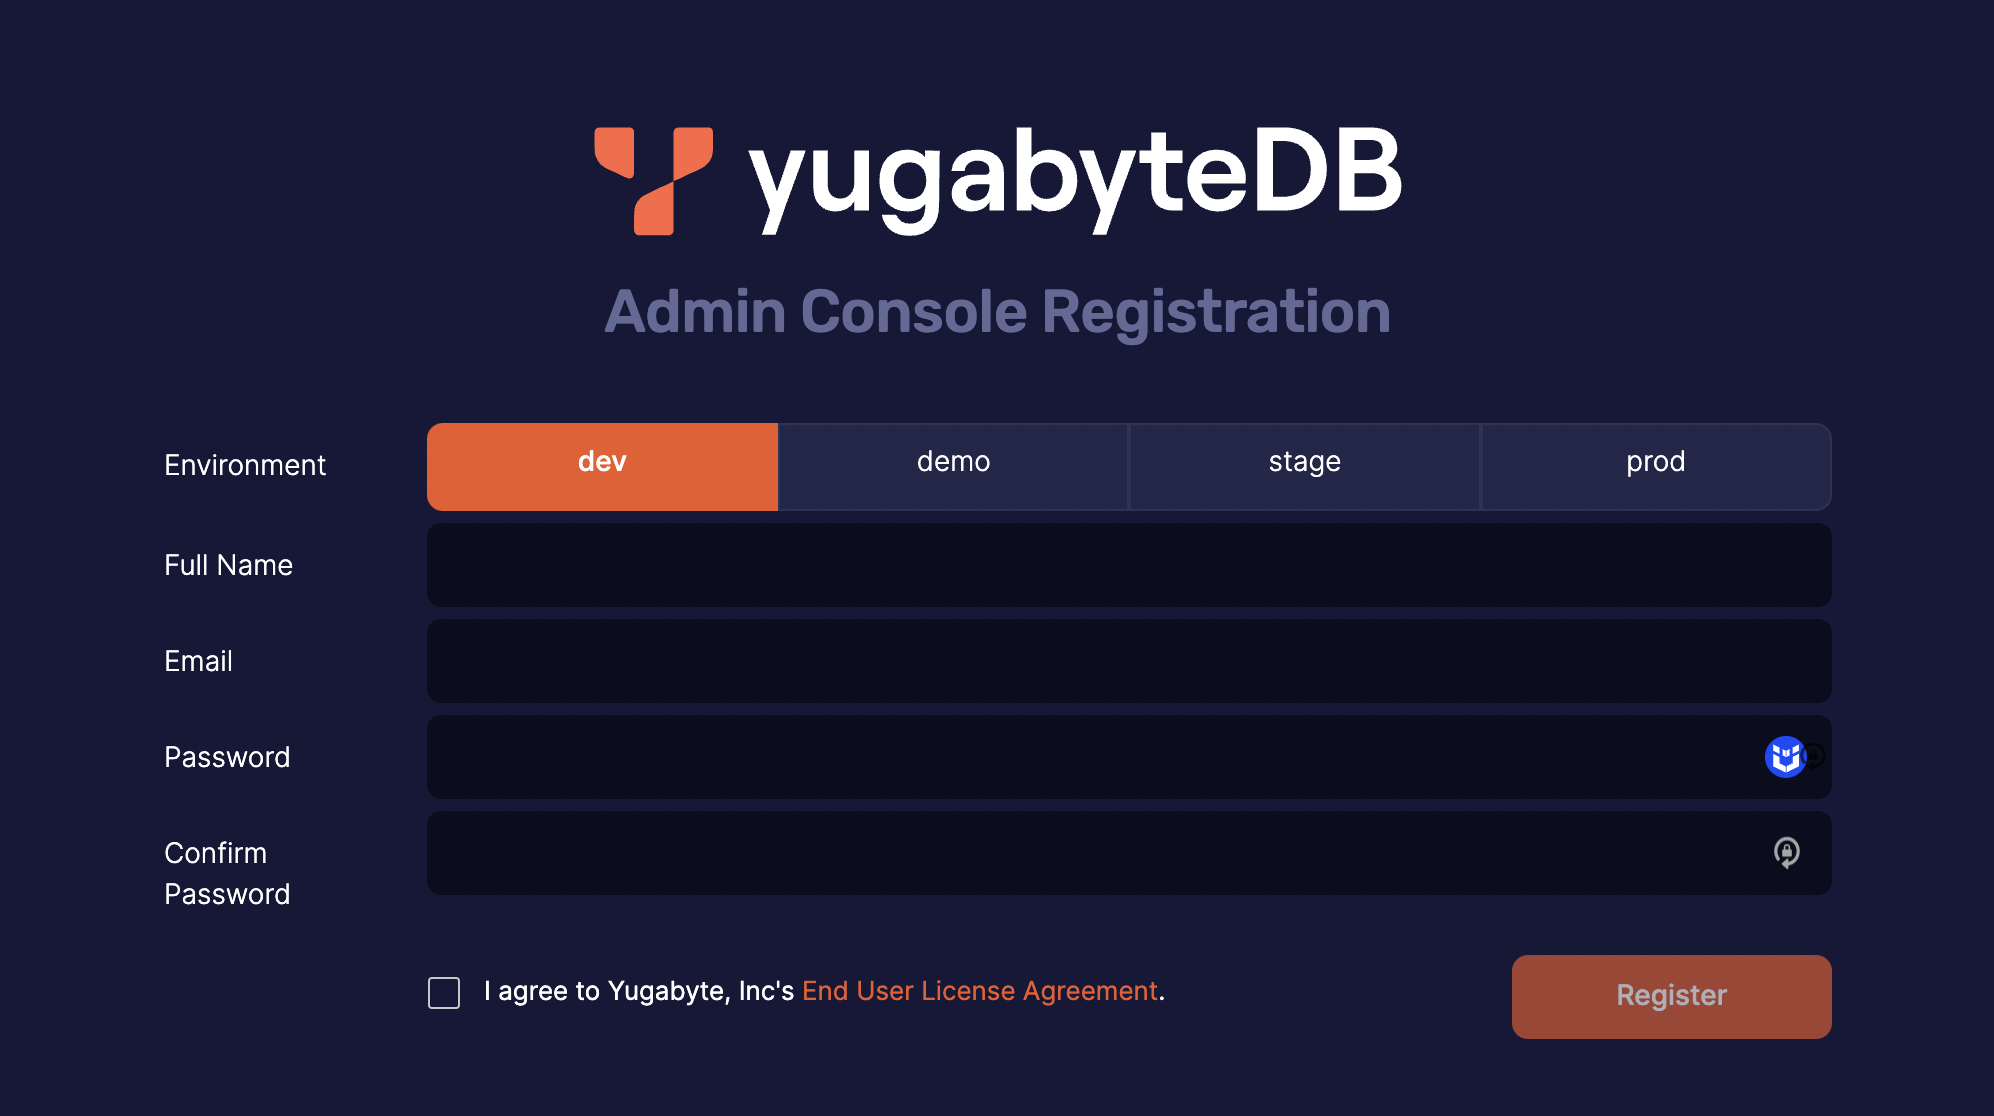 yugabyteDB
Admin Console Registration
Environment
dev
demo
stage
prod
Full Name
Email
Password
Confirm
Password
I agree to Yugabyte, Inc's End User License Agreement.
Register